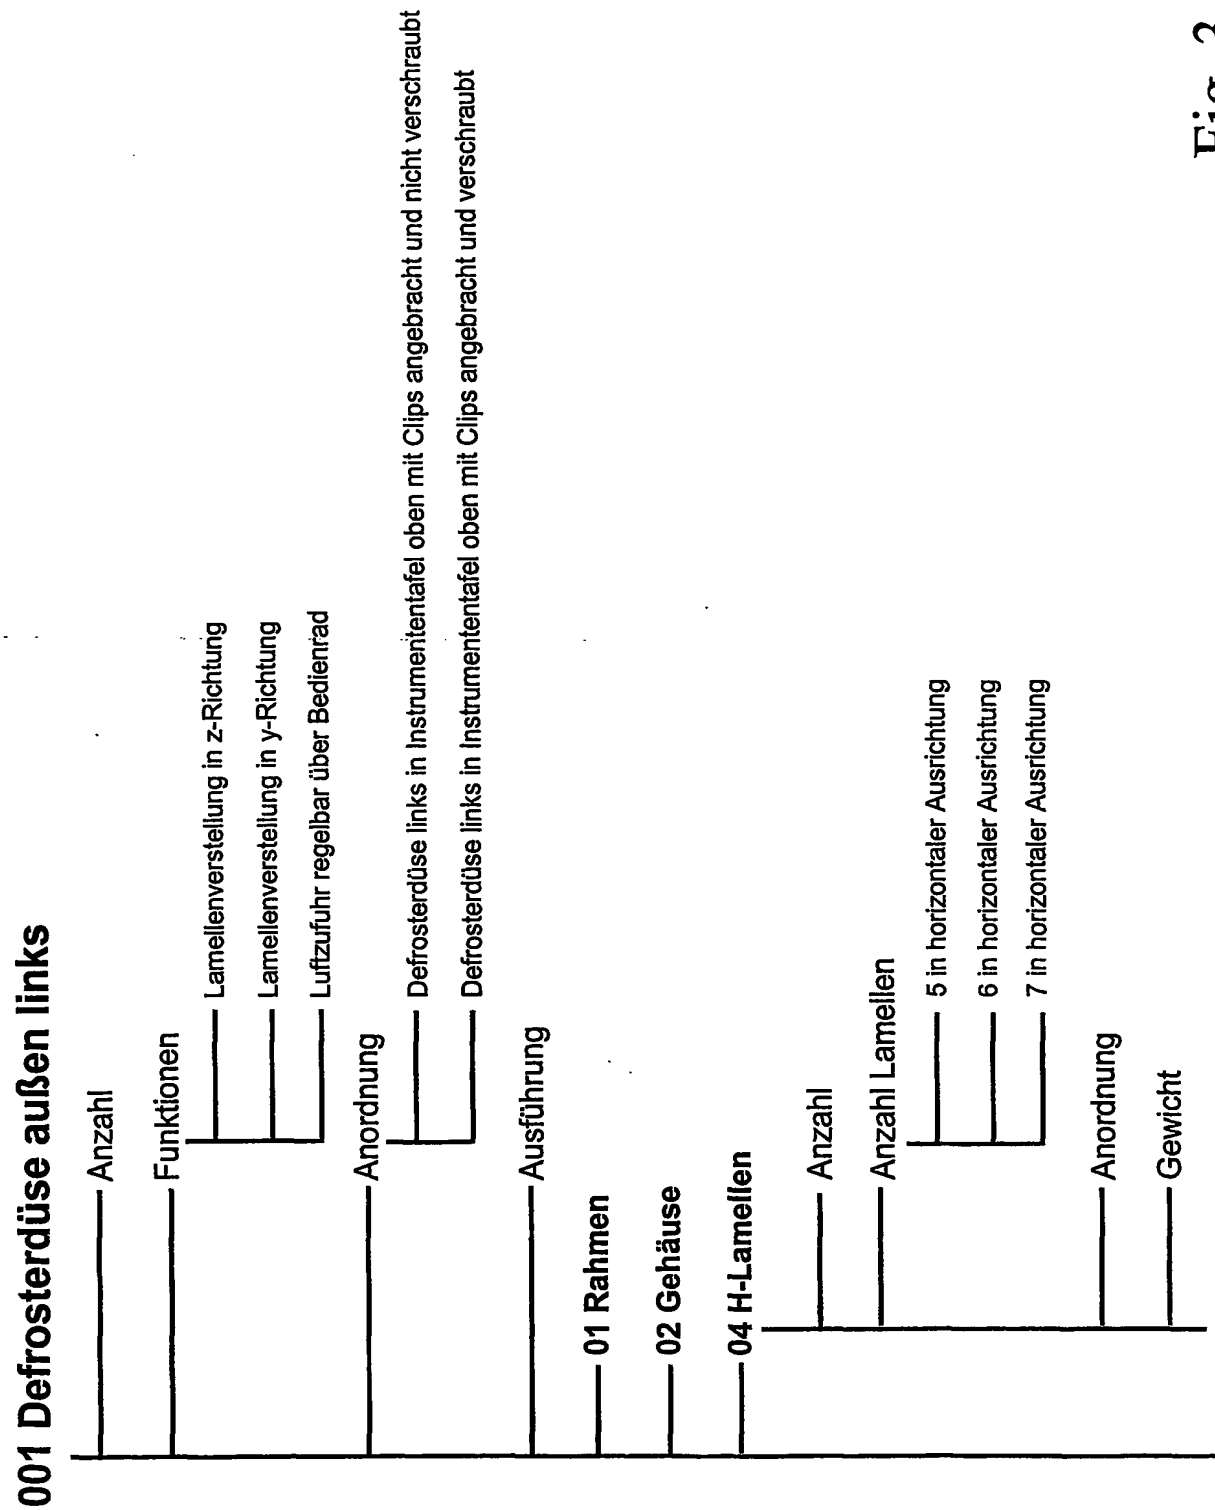 001 Defrosterdüse außen links
Anzahl
Funktionen
Lamellenverstellung in z-Richtung
Lamellenverstellung in y-Richtung
Luftzufuhr regelbar über Bedienrad
Anordnung
Defrosterdüse links in Instrumententafel oben mit Clips angebracht und nicht verschraubt
Defrosterdüse links in Instrumententafel oben mit Clips angebracht und verschraubt
Ausführung
01 Rahmen
02 Gehäuse
04 H-Lamellen
Anzahl
Anzahl Lamellen
5 in horizontaler Ausrichtung
6 in horizontaler Ausrichtung
7 in horizontaler Ausrichtung
Anordnung
Gewicht